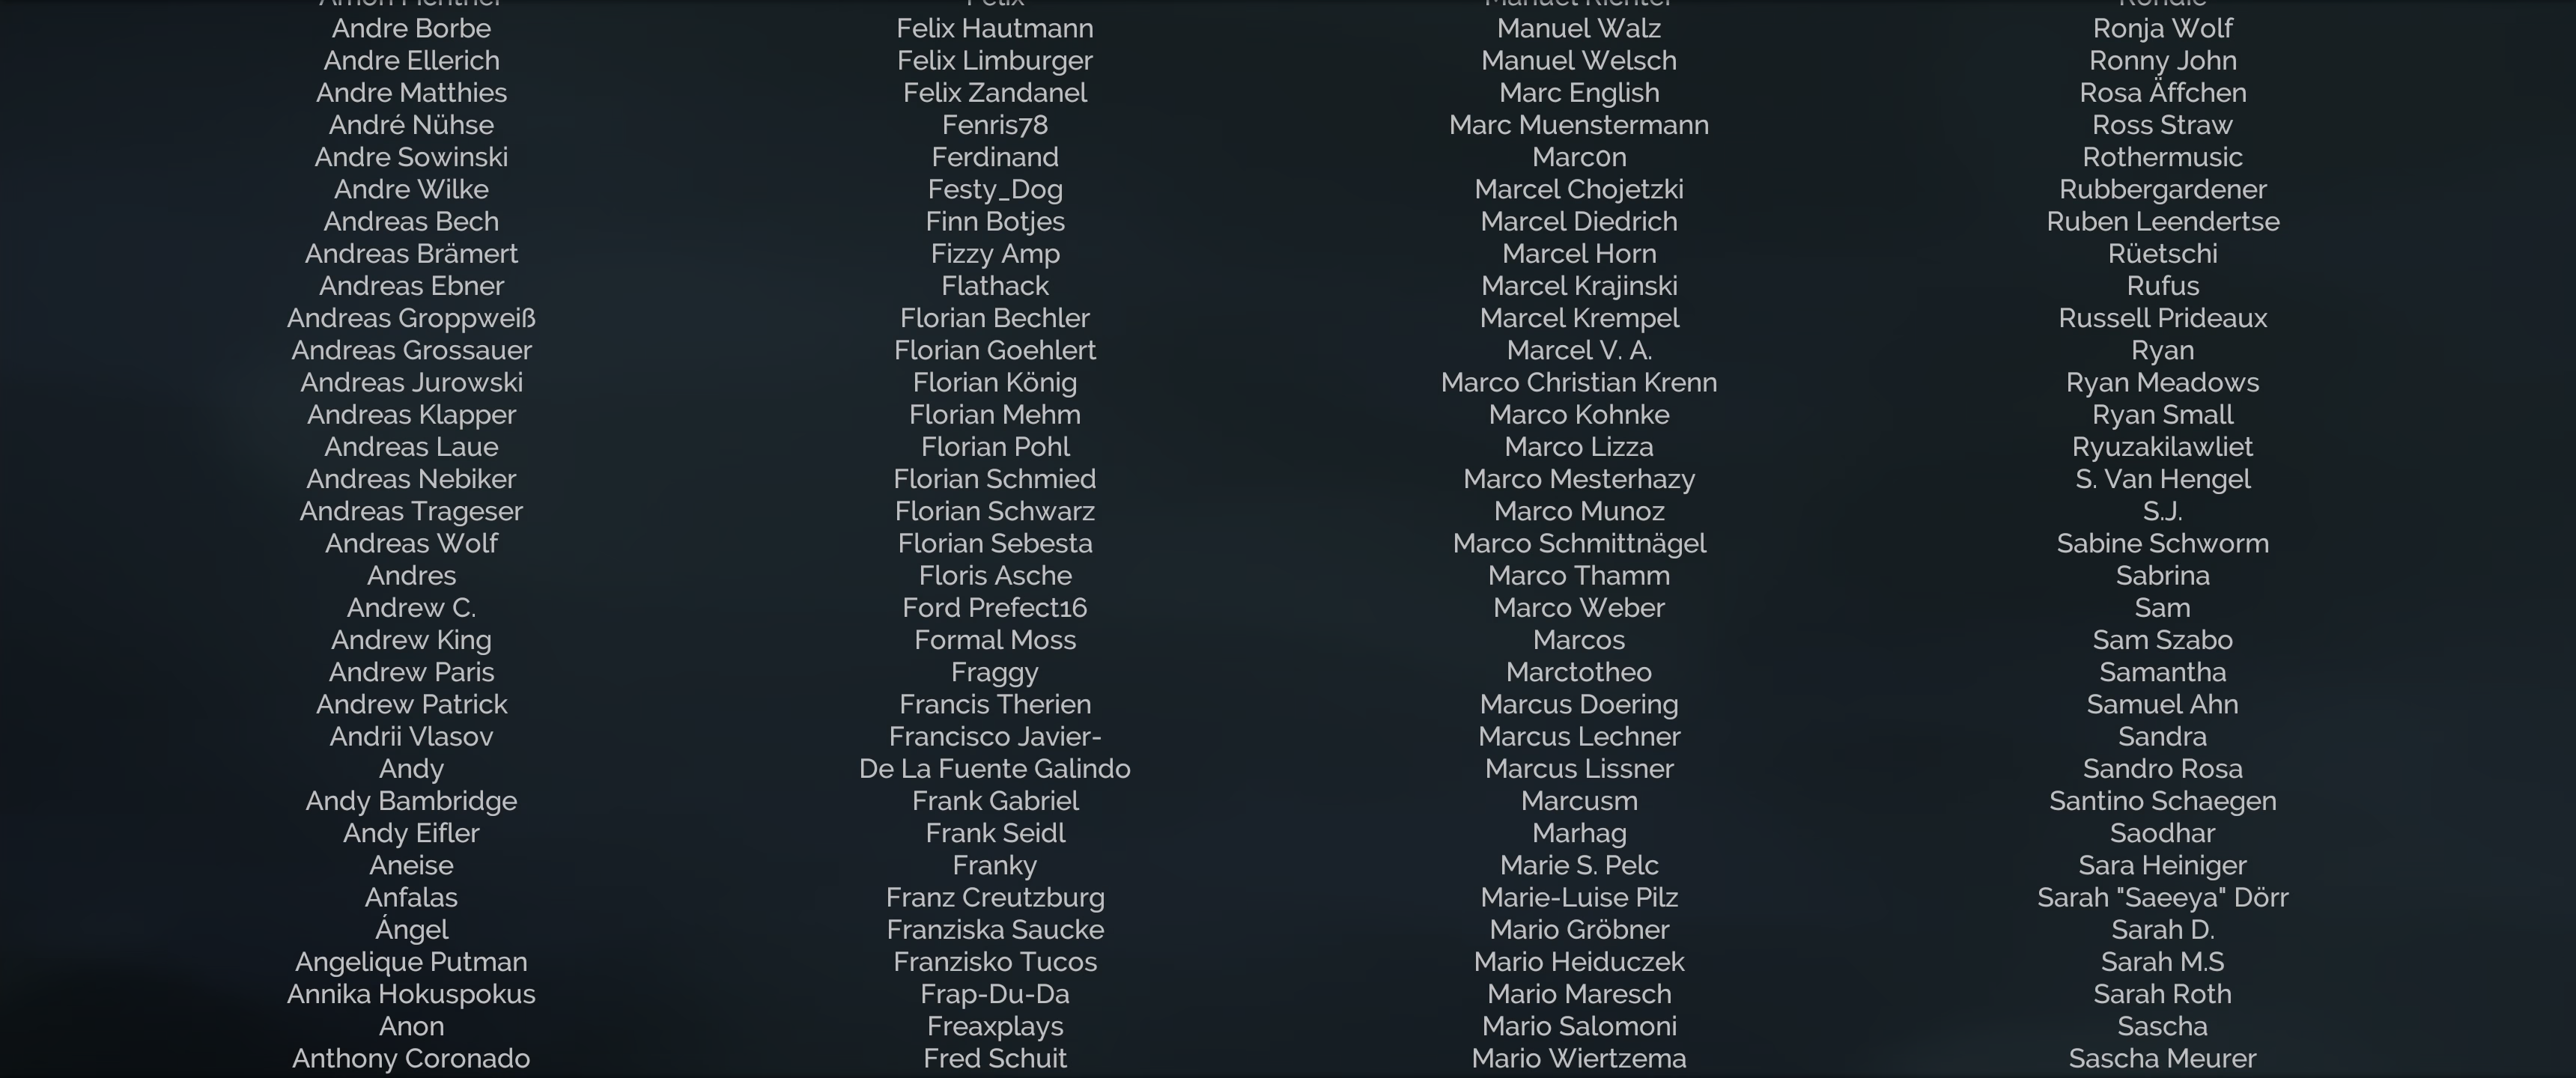 Felix
Andre Borbe
Andre Ellerich
Andre Matthies
André Nühse
Andre Sowinski
Andre Wilke
Andreas Bech
Andreas Brämert
Andreas Ebner
Andreas Groppweiß
Andreas Grossauer
Andreas Jurowski
Andreas Klapper
Andreas Laue
Andreas Nebiker
Andreas Trageser
Andreas Wolf
Andres
Andrew C.
Andrew King
Andrew Paris
Andrew Patrick
Andrii Vlasov
Andy
Andy Bambridge
Andy Eifler
Aneise
Anfalas
Ángel
Angelique Putman
Annika Hokuspokus
Anon
Anthony Coronado
Felix Hautmann
Felix Limburger
Felix Zandanel
Fenris78
Ferdinand
Festy_Dog
Finn Botjes
Fizzy Amp
Flathack
Florian Bechler
Florian Goehlert
Florian König
Florian Mehm
Florian Pohl
Florian Schmied
Florian Schwarz
Florian Sebesta
Floris Asche
Ford Prefect16
Formal Moss
Fraggy
Francis Therien
Francisco Javier-
De La Fuente Galindo
Frank Gabriel
Frank Seidl
Franky
Franz Creutzburg
Franziska Saucke
Franzisko Tucos
Frap-Du-Da
Freaxplays
Fred Schuit
Manuel Richter
Manuel Walz
Manuel Welsch
Marc English
Marc Muenstermann
Marc0n
Marcel Chojetzki
Marcel Diedrich
Marcel Horn
Marcel Krajinski
Marcel Krempel
Marcel V. A.
Marco Christian Krenn
Marco Kohnke
Marco Lizza
Marco Mesterhazy
Marco Munoz
Marco Schmittnägel
Marco Thamm
Marco Weber
Marcos
Marctotheo
Marcus Doering
Marcus Lechner
Marcus Lissner
Marcusm
Marhag
Marie S. Pelc
Marie-Luise Pilz
Mario Gröbner
Mario Heiduczek
Mario Maresch
Mario Salomoni
Mario Wiertzema
Ronja Wolf
Ronny John
Rosa Äffchen
Ross Straw
Rothermusic
Rubbergardener
Ruben Leendertse
Rüetschi
Rufus
Russell Prideaux
Ryan
Ryan Meadows
Ryan Small
Ryuzakilawliet
S. Van Hengel
S.J.
Sabine Schworm
Sabrina
Sam
Sam Szabo
Samantha
Samuel Ahn
Sandra
Sandro Rosa
Santino Schaegen
Saodhar
Sara Heiniger
Sarah "Saeeya" Dörr
Sarah D.
Sarah M.S
Sarah Roth
Sascha
Sascha Meurer